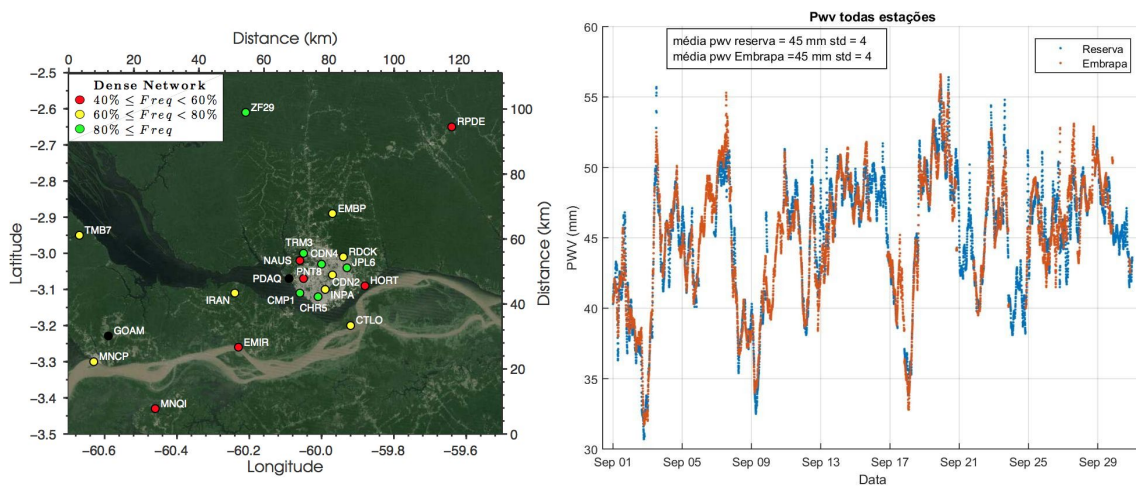 Distance (km)
0 20 40 60 80 100 120
−2.5
−2.6
−2.7
−2.8
−2.9
−3.0
−3.1
−3.2
−3.3
−3.4
−3.5
Latitude
Dense Network
40% ≤ Freq < 60%
60% ≤ Freq < 80%
80% ≤ Freq
ZF29
RPDE
EMBP
TMB7
TRM3
CDN4
RDCK
NAUS
JPL6
PDAQ
PNT8
CDN2
HORT
IRAN
CMP1
INPA
CHR5
CTLO
GOAM
EMIR
MNCP
MNQI
100
80
60
40
20
0
Distance (km)
−60.6 −60.4 −60.2 −60.0 −59.8 −59.6
Longitude
Pwv todas estações
média pwv reserva = 45 mm std = 4
média pwv Embrapa =45 mm std = 4
Reserva
Embrapa
60
55
50
45
40
35
30
PWV (mm)
Sep 01 Sep 05 Sep 09 Sep 13 Sep 17 Sep 21 Sep 25 Sep 29
Data